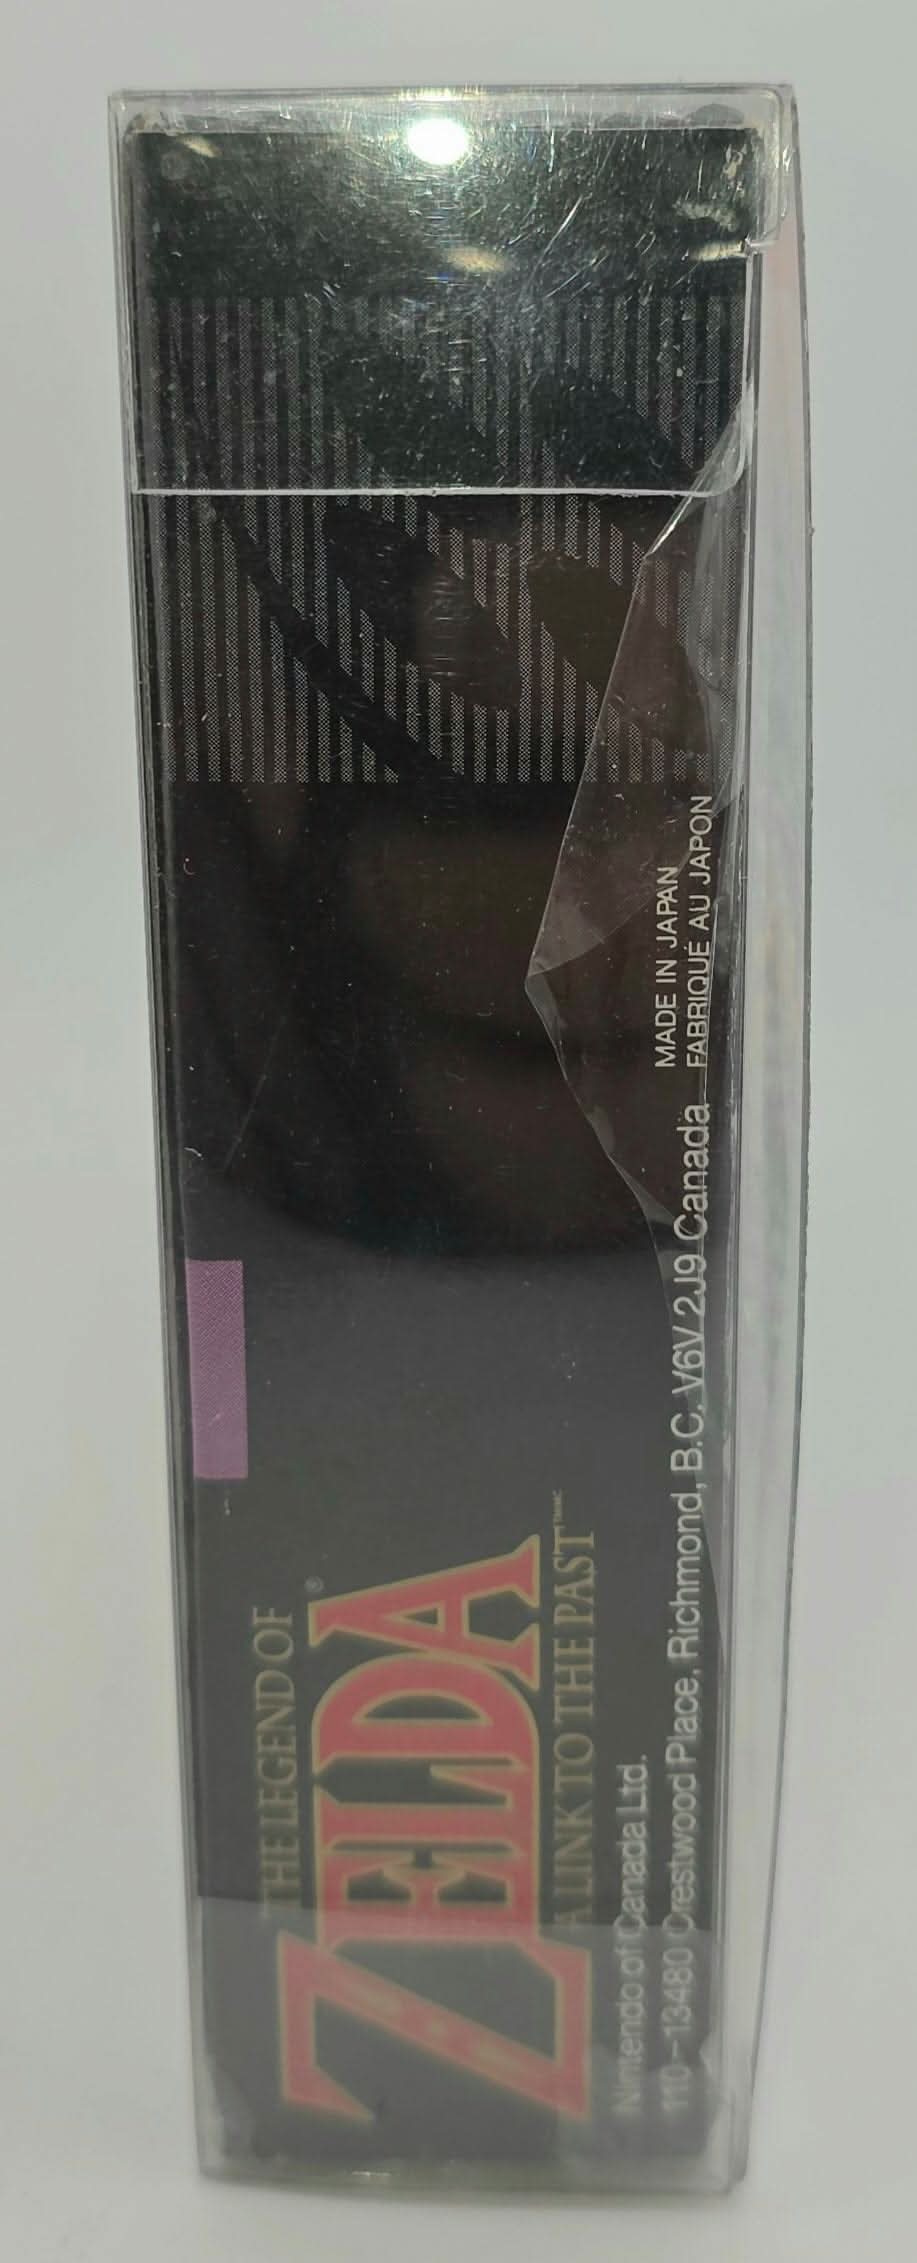 THE LEGEND OF
ZELDA®
A LINK TO THE PAST™
Nintendo of Canada Ltd.
110-13480 Crestwood Place, Richmond, B.C. V6V 2J9 Canada
MADE IN JAPAN
FABRIQUÉ AU JAPON